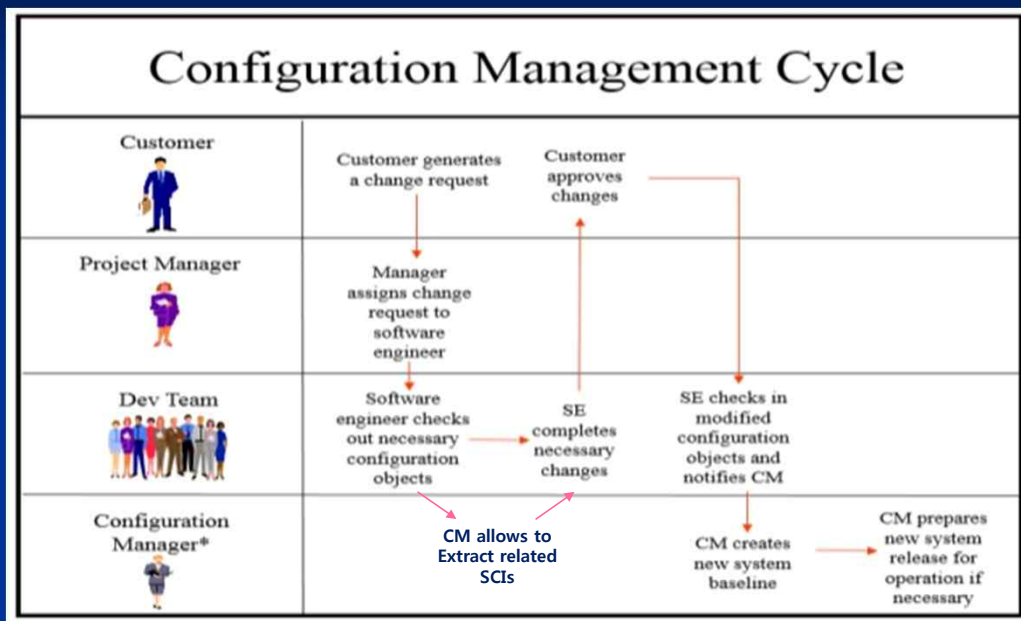 Configuration Management Cycle
Customer
Customer generates
a change request
Customer
approves
changes
Project Manager
Manager
assigns change
request to
software
engineer
Dev Team
Software
engineer checks
out necessary
configuration
objects
SE
completes
necessary
changes
SE checks in
modified
configuration
objects and
notifies CM
Configuration
Manager*
CM allows to
Extract related
SCIs
CM creates
new system
baseline
CM prepares
new system
release for
operation if
necessary